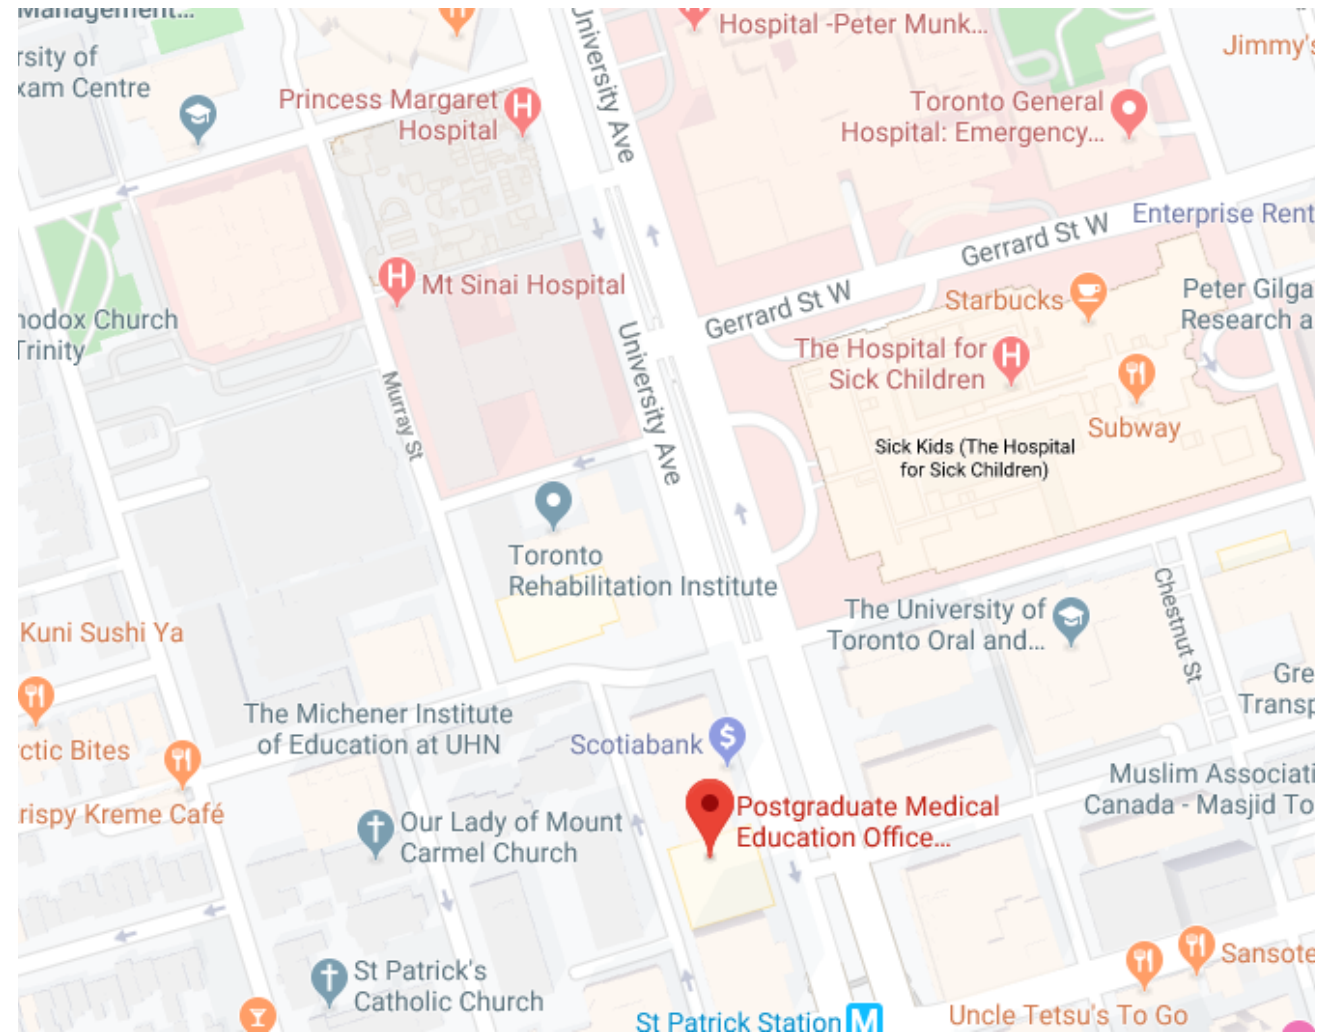 Management...
rsity of
xam Centre
University Ave
Hospital -Peter Munk...
Jimmy's
Princess Margaret
Hospital
H
Toronto General
Hospital: Emergency...
Enterprise Rent
Gerrard St W
H
Mt Sinai Hospital
Gerrard St W
Starbucks
Peter Gilga
Research a
hodox Church
Trinity
University Ave
The Hospital for
Sick Children
H
Murray St
Subway
Sick Kids (The Hospital
for Sick Children)
Toronto
Rehabilitation Institute
Chestnut St
The University of
Toronto Oral and...
Kuni Sushi Ya
Gre
Transp
The Michener Institute
of Education at UHN
Scotiabank
$
rctic Bites
Muslim Associati
Canada - Masjid To
rispy Kreme Café
Our Lady of Mount
Carmel Church
Postgraduate Medical
Education Office...
St Patrick's
Catholic Church
Sansote
St Patrick Station
M
Uncle Tetsu's To Go